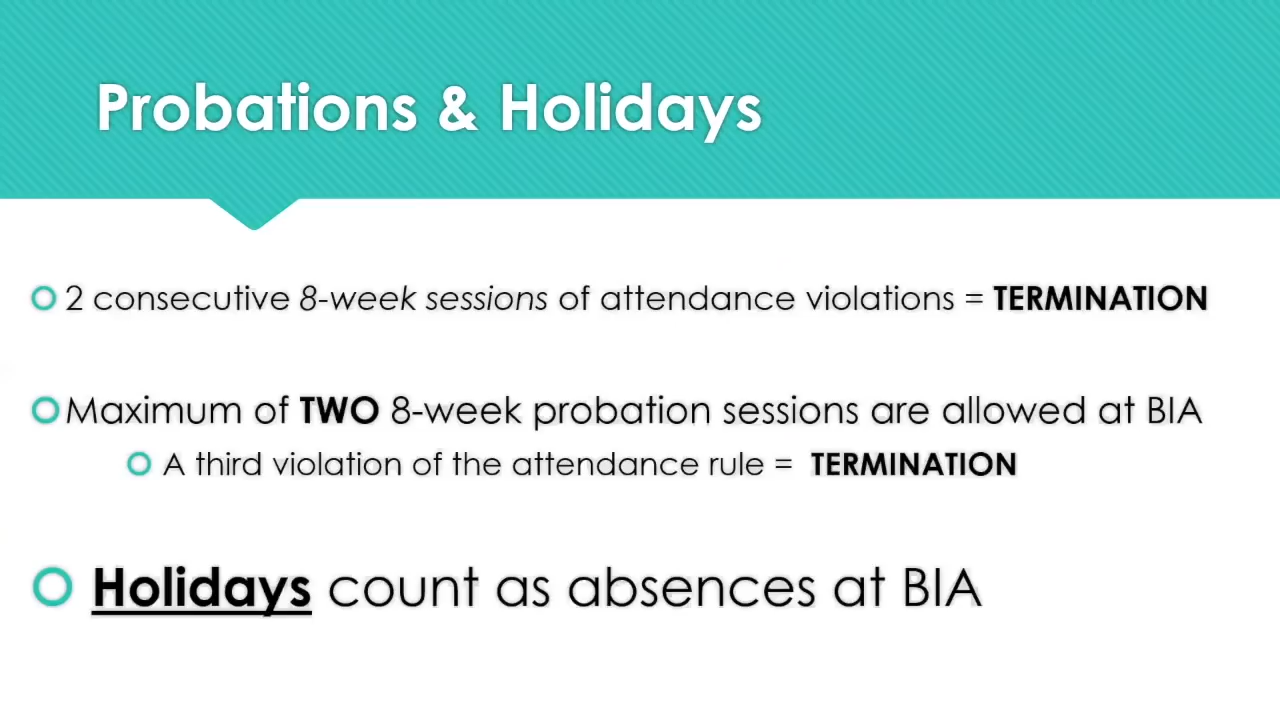 Probations & Holidays
2 consecutive 8-week sessions of attendance violations = TERMINATION
Maximum of TWO 8-week probation sessions are allowed at BIA
A third violation of the attendance rule = TERMINATION
Holidays count as absences at BIA